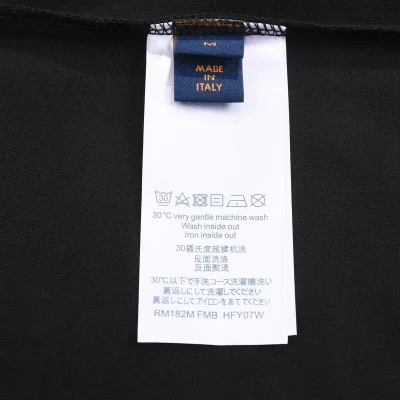 M
MADE
IN
ITALY
30
30°C very gentle machine wash
Wash inside out
Iron inside out
30攝氏度超揉机洗
反面洗滌
反面熨燙
30℃以下で手洗コース洗濯機洗い
裏返しにして洗濯してください
裏返しにしてアイロンをあててください
RM182M FMB HFY07W